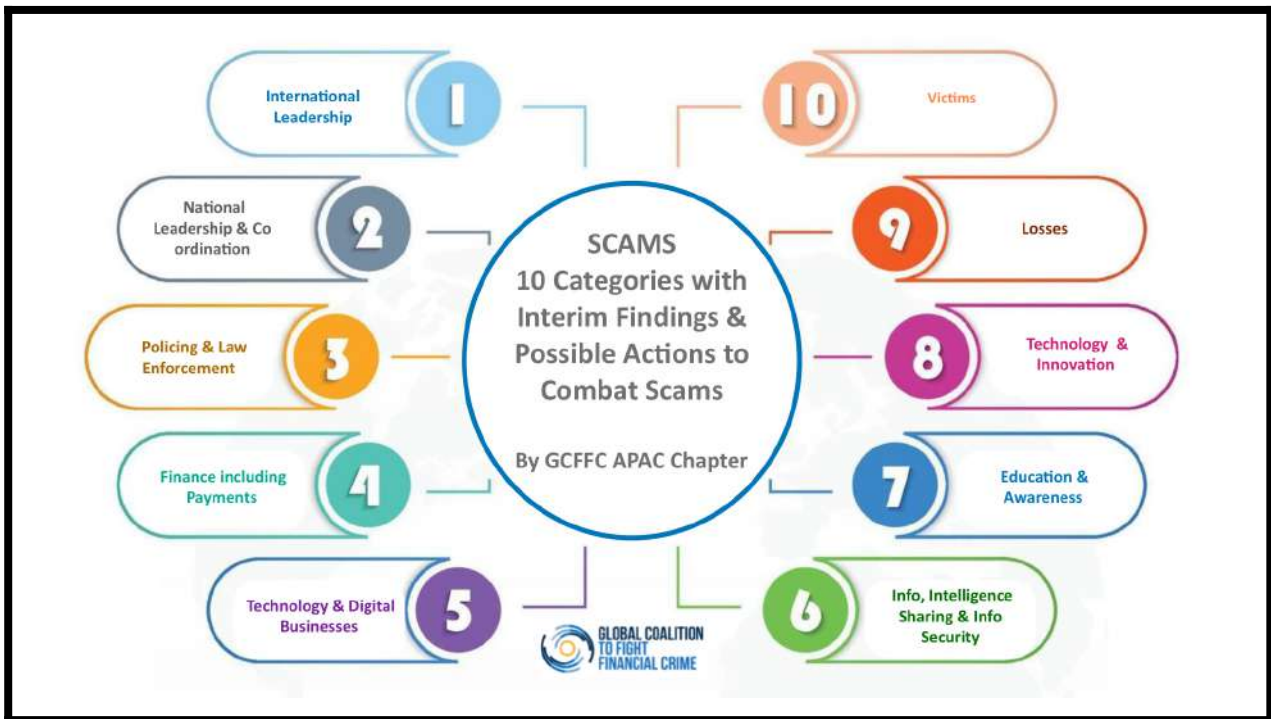 1
International
Leadership
2
National
Leadership & Co
ordination
3
Policing & Law
Enforcement
4
Finance including
Payments
5
Technology & Digital
Businesses
SCAMS
10 Categories with
Interim Findings &
Possible Actions to
Combat Scams
By GCFFC APAC Chapter
GLOBAL COALITION
TO FIGHT
FINANCIAL CRIME
10
Victims
9
Losses
8
Technology &
Innovation
7
Education &
Awareness
6
Info, Intelligence
Sharing & Info
Security